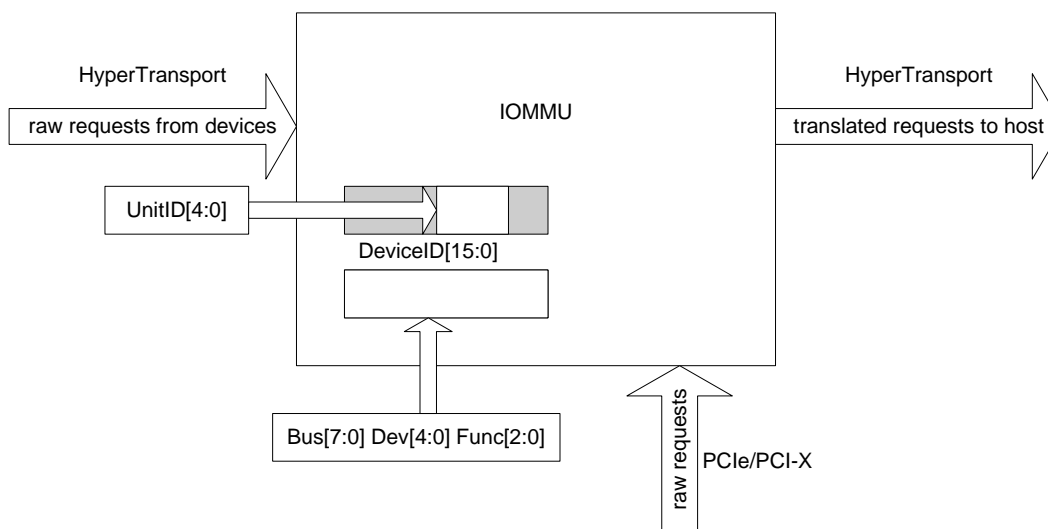 HyperTransport
raw requests from devices
IOMMU
HyperTransport
translated requests to host
UnitID[4:0]
DeviceID[15:0]
Bus[7:0] Dev[4:0] Func[2:0]
raw requests
PCIe/PCI-X